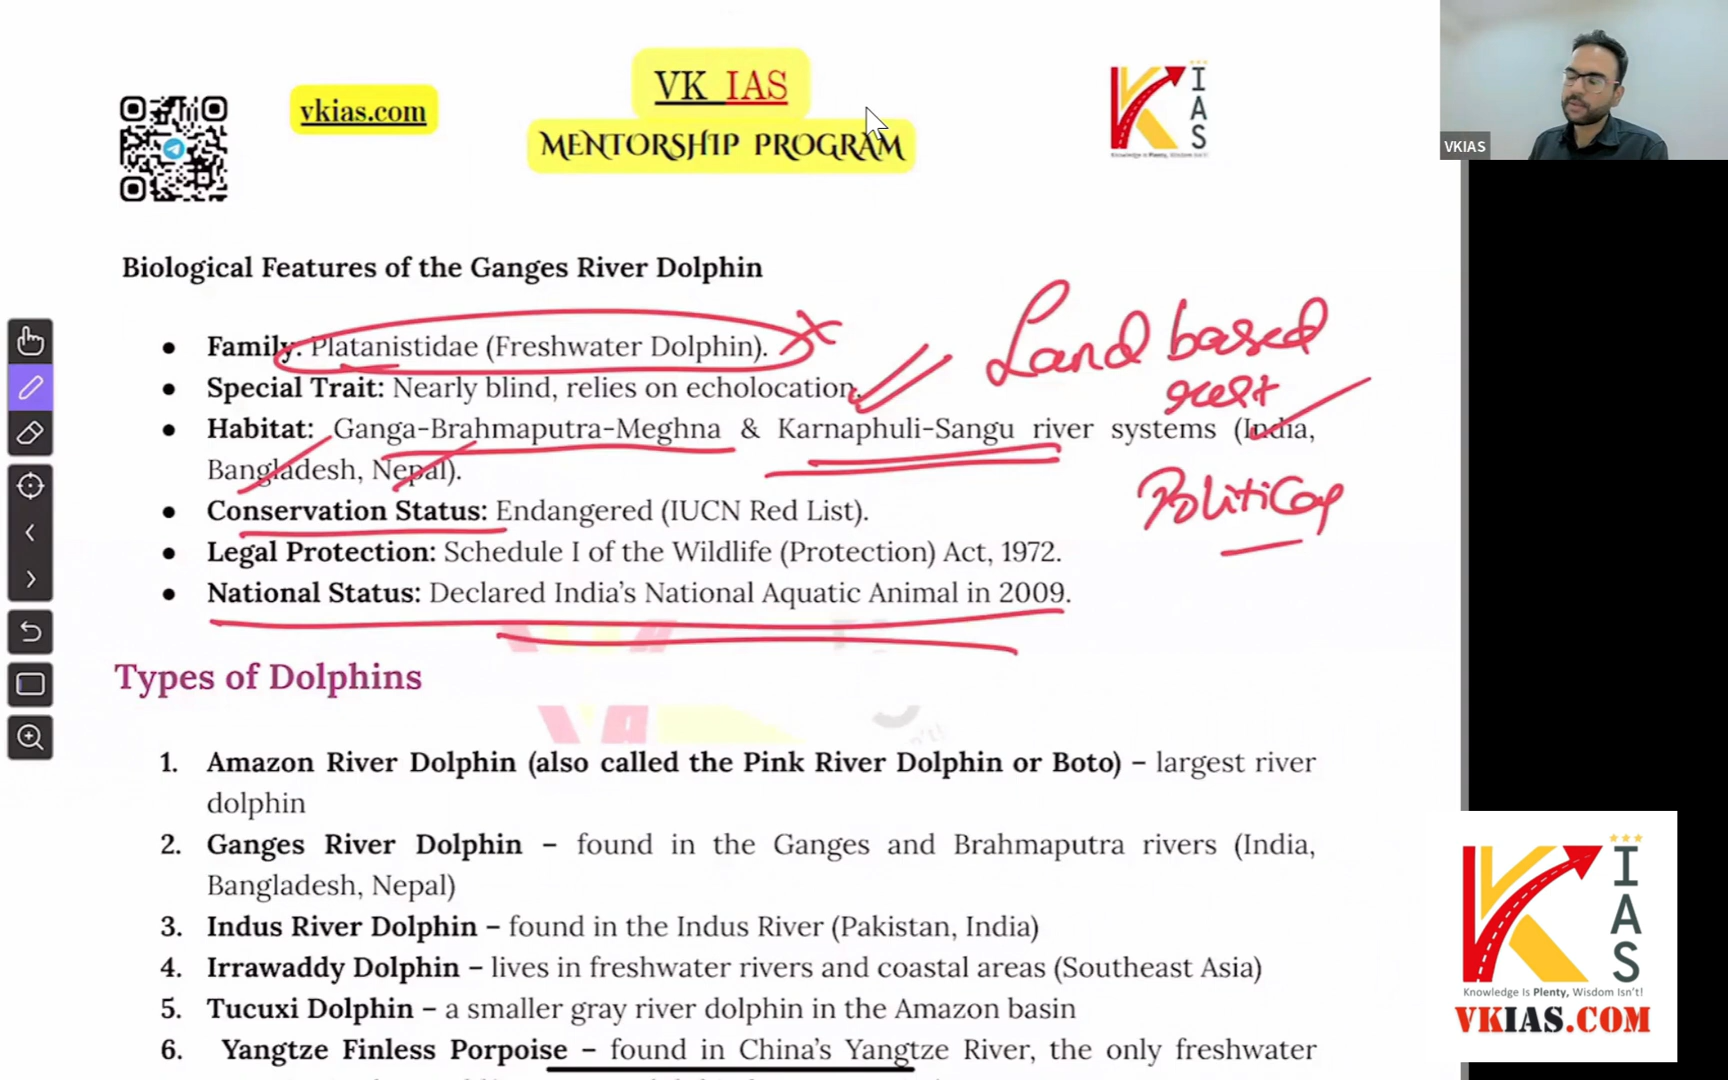 vkias.com
VK IAS
MENTORSHIP PROGRAM
IAS
VKIAS
Biological Features of the Ganges River Dolphin
Family: Platanistidae (Freshwater Dolphin).
Special Trait: Nearly blind, relies on echolocation.
Habitat: Ganga-Brahmaputra-Meghna & Karnaphuli-Sangu river systems (India,
Bangladesh, Nepal).
Conservation Status: Endangered (IUCN Red List).
Legal Protection: Schedule I of the Wildlife (Protection) Act, 1972.
National Status: Declared India's National Aquatic Animal in 2009.
Land based
Types of Dolphins
1. Amazon River Dolphin (also called the Pink River Dolphin or Boto) – largest river
dolphin
2. Ganges River Dolphin – found in the Ganges and Brahmaputra rivers (India,
Bangladesh, Nepal)
3. Indus River Dolphin – found in the Indus River (Pakistan, India)
4. Irrawaddy Dolphin – lives in freshwater rivers and coastal areas (Southeast Asia)
5. Tucuxi Dolphin – a smaller gray river dolphin in the Amazon basin
6. Yangtze Finless Porpoise – found in China's Yangtze River, the only freshwater
IAS
Knowledge Is Plenty, Wisdom Isn't!
VKIAS.COM